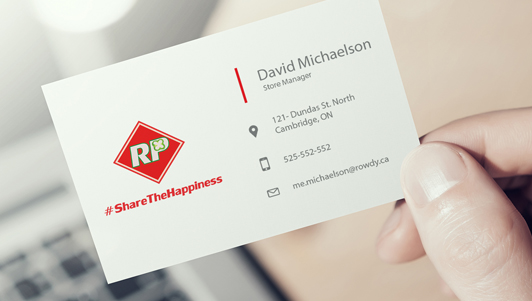 David Michaelson
Store Manager
121- Dundas St. North
Cambridge, ON
525-552-552
me.michaelson@rowdy.ca
RP
#ShareTheHappiness